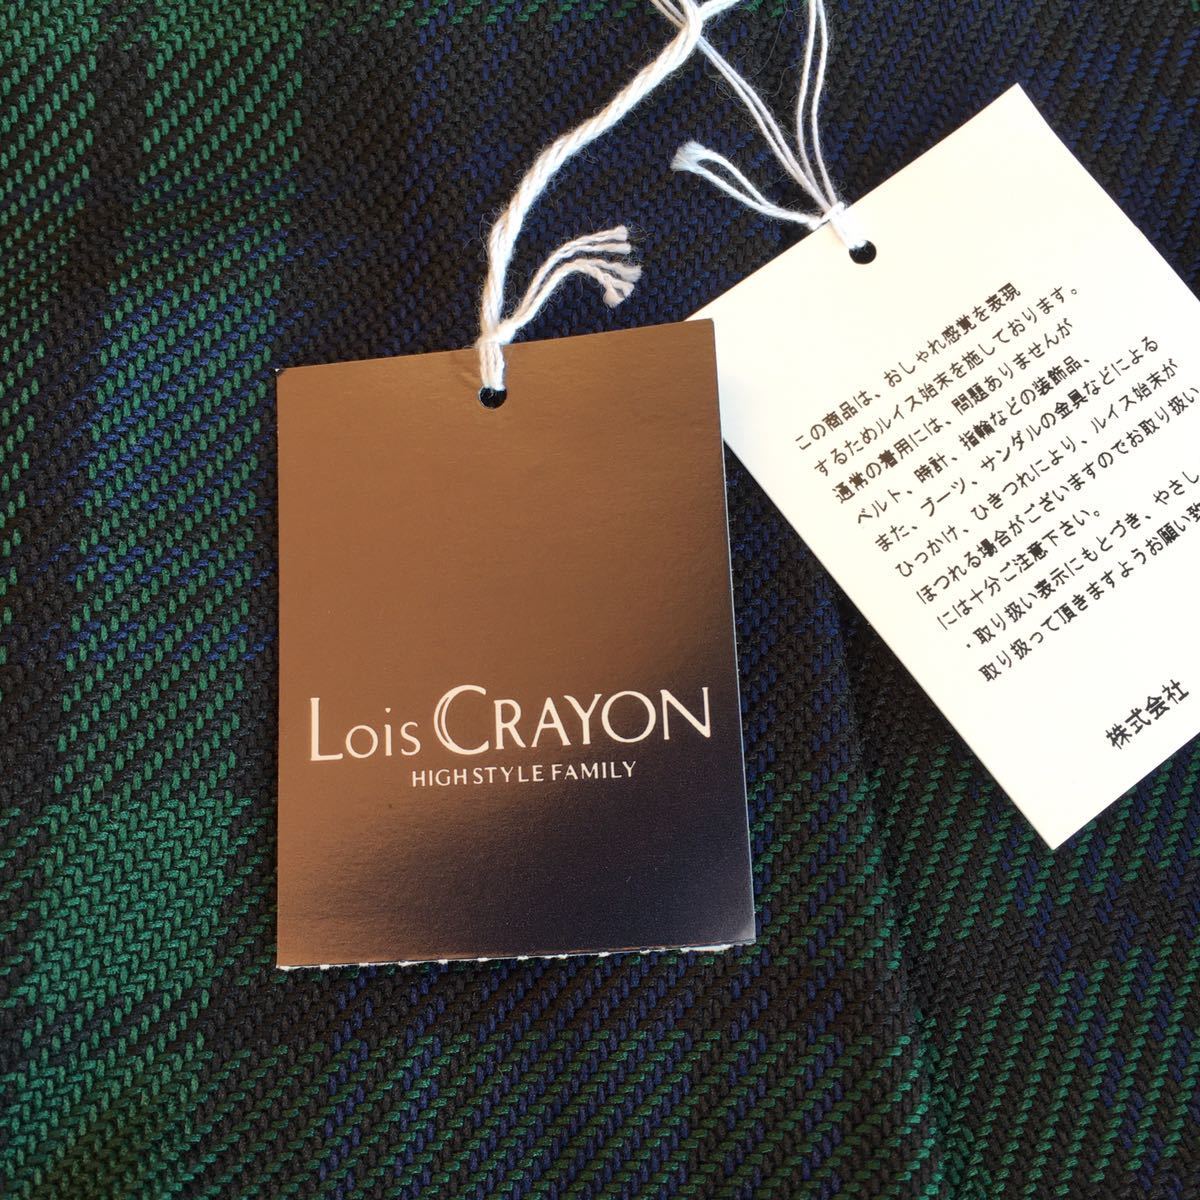 Lois CRAYON
HIGH STYLE FAMILY
この商品は、おしゃれ感覚を表現
するためルイス始末を施しております。
通常の着用には、問題ありませんが
ベルト、時計、指輪などの装飾品、
また、ブーツ、サンダルの金具などによる
ひっかけ、ひきつれにより、ルイス始末が
ほつれる場合がございますのでお取り扱い
には十分ご注意下さい。
・取り扱い表示にもとづき、やさし
取り扱って頂きますようお願い致
株式会社